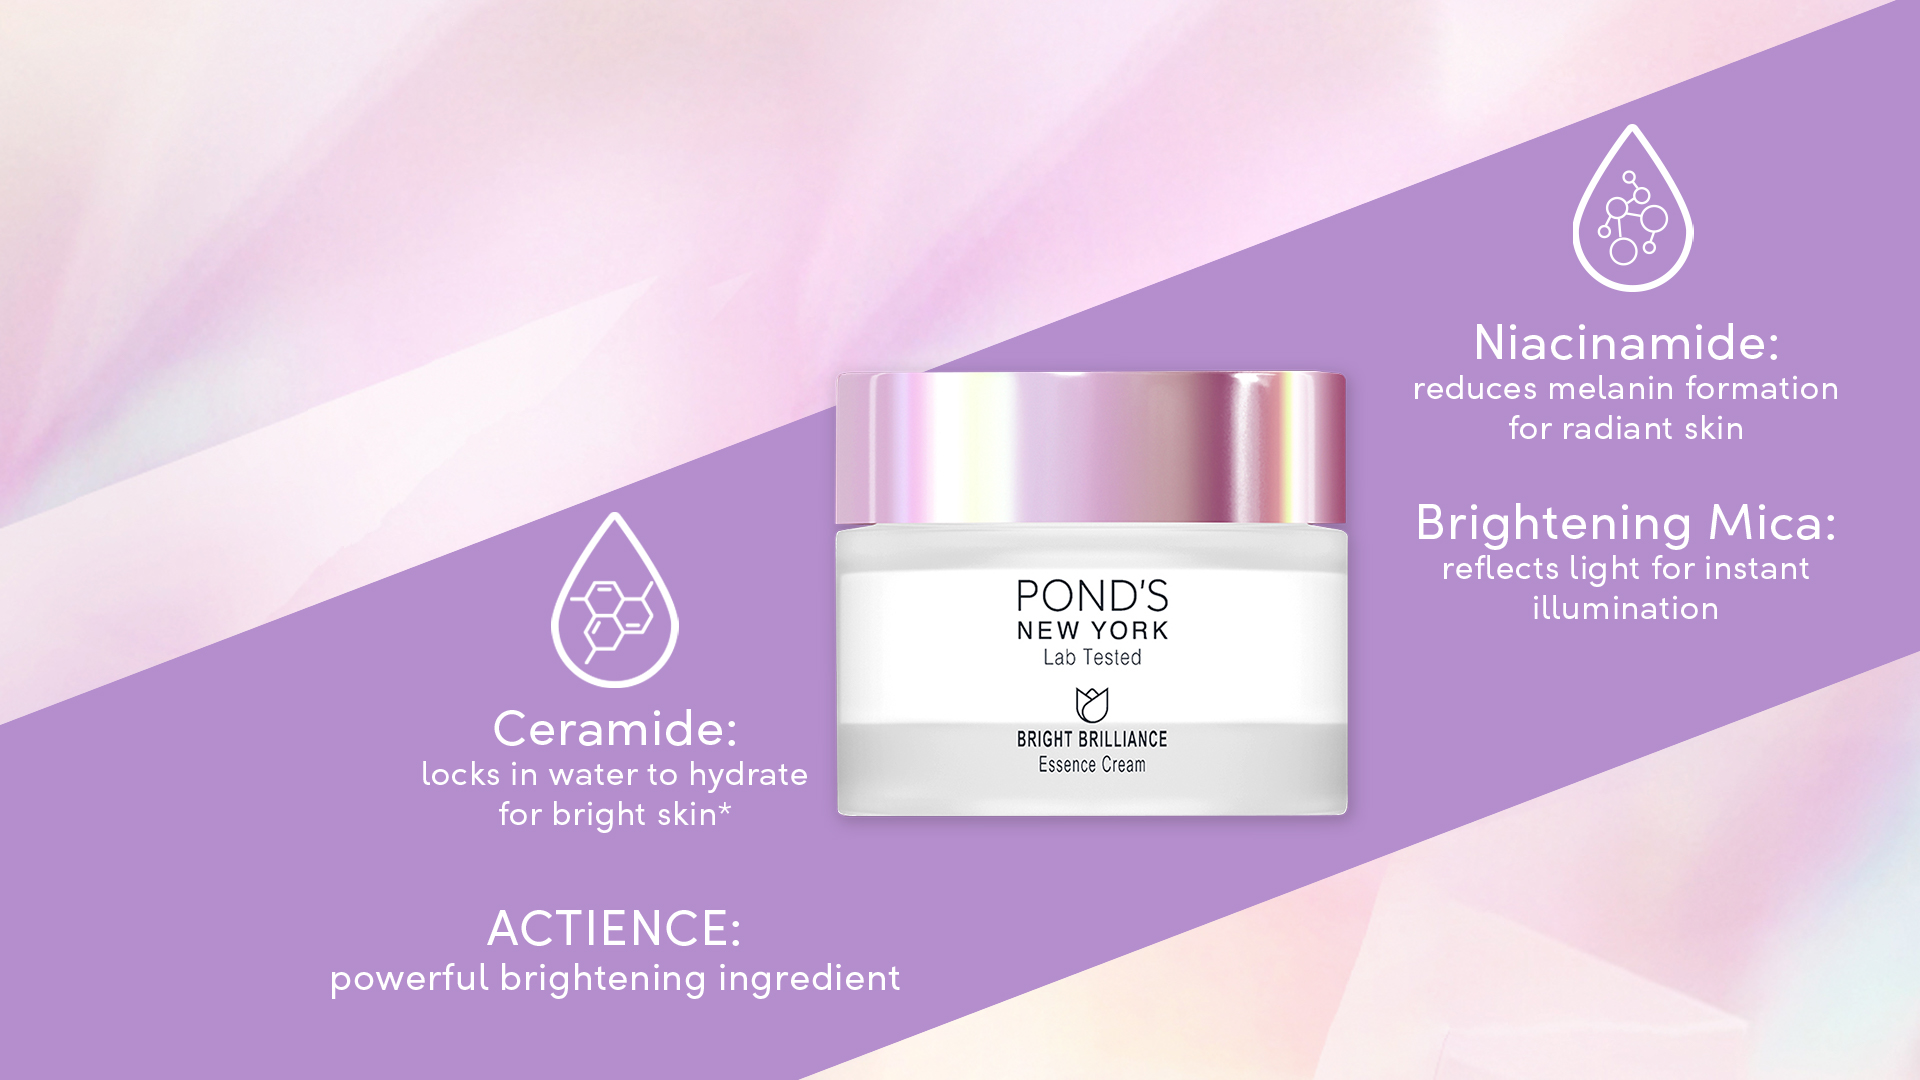 Niacinamide:
reduces melanin formation
for radiant skin
Brightening Mica:
reflects light for instant
illumination
POND'S
NEW YORK
Lab Tested
BRIGHT BRILLIANCE
Essence Cream
Ceramide:
locks in water to hydrate
for bright skin*
ACTIENCE:
powerful brightening ingredient